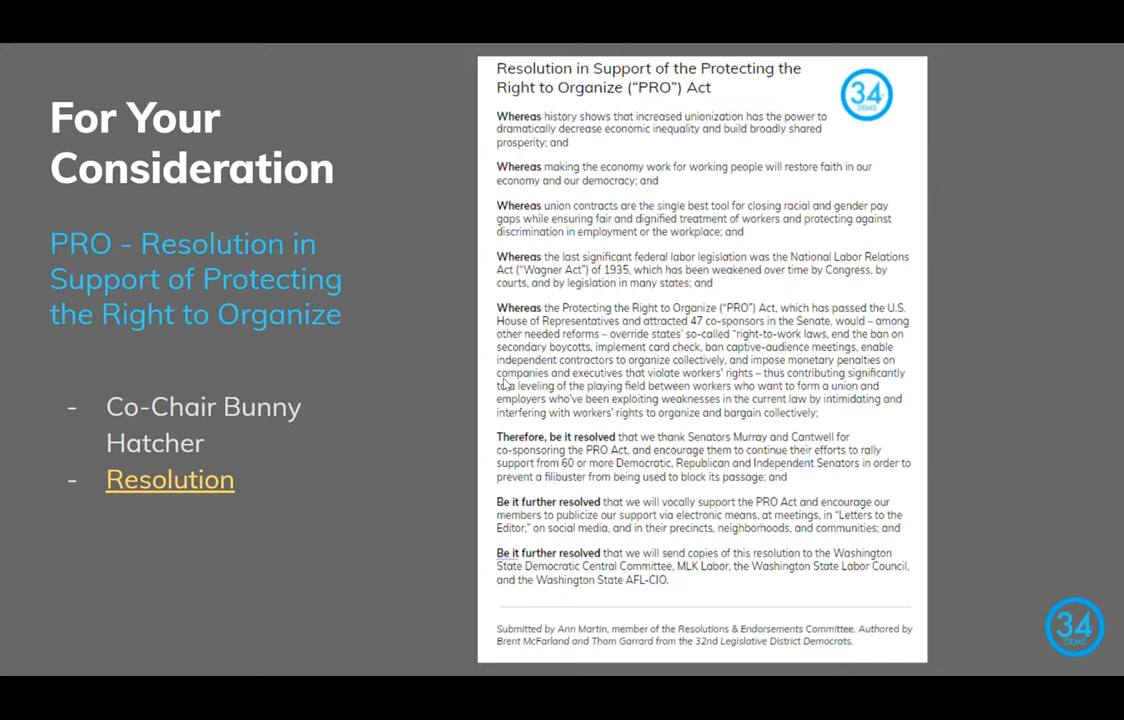 For Your
Consideration
PRO - Resolution in
Support of Protecting
the Right to Organize
- Co-Chair Bunny
Hatcher
- Resolution
Resolution in Support of the Protecting the
Right to Organize (“PRO”) Act
34
DEMS
Whereas history shows that increased unionization has the power to
dramatically decrease economic inequality and build broadly shared
prosperity; and
Whereas making the economy work for working people will restore faith in our
economy and our democracy; and
Whereas union contracts are the single best tool for closing racial and gender pay
gaps while ensuring fair and dignified treatment of workers and protecting against
discrimination in employment or the workplace; and
Whereas the last significant federal labor legislation was the National Labor Relations
Act (“Wagner Act”) of 1935, which has been weakened over time by Congress, by
courts, and by legislation in many states; and
Whereas the Protecting the Right to Organize (“PRO”) Act, which has passed the U.S.
House of Representatives and attracted 47 co-sponsors in the Senate, would – among
other needed reforms – override states’ so-called “right-to-work laws, end the ban on
secondary boycotts, implement card check, ban captive-audience meetings, enable
independent contractors to organize collectively, and impose monetary penalties on
companies and executives that violate workers’ rights – thus contributing significantly
to a leveling of the playing field between workers who want to form a union and
employers who’ve been exploiting weaknesses in the current law by intimidating and
interfering with workers’ rights to organize and bargain collectively;
Therefore, be it resolved that we thank Senators Murray and Cantwell for
co-sponsoring the PRO Act, and encourage them to continue their efforts to rally
support from 60 or more Democratic, Republican and Independent Senators in order to
prevent a filibuster from being used to block its passage; and
Be it further resolved that we will vocally support the PRO Act and encourage our
members to publicize our support via electronic means, at meetings, in “Letters to the
Editor,” on social media, and in their precincts, neighborhoods, and communities; and
Be it further resolved that we will send copies of this resolution to the Washington
State Democratic Central Committee, MLK Labor, the Washington State Labor Council,
and the Washington State AFL-CIO.
Submitted by Ann Martin, member of the Resolutions & Endorsements Committee. Authored by
Brent McFarland and Thom Garrard from the 32nd Legislative District Democrats.
34
DEMS